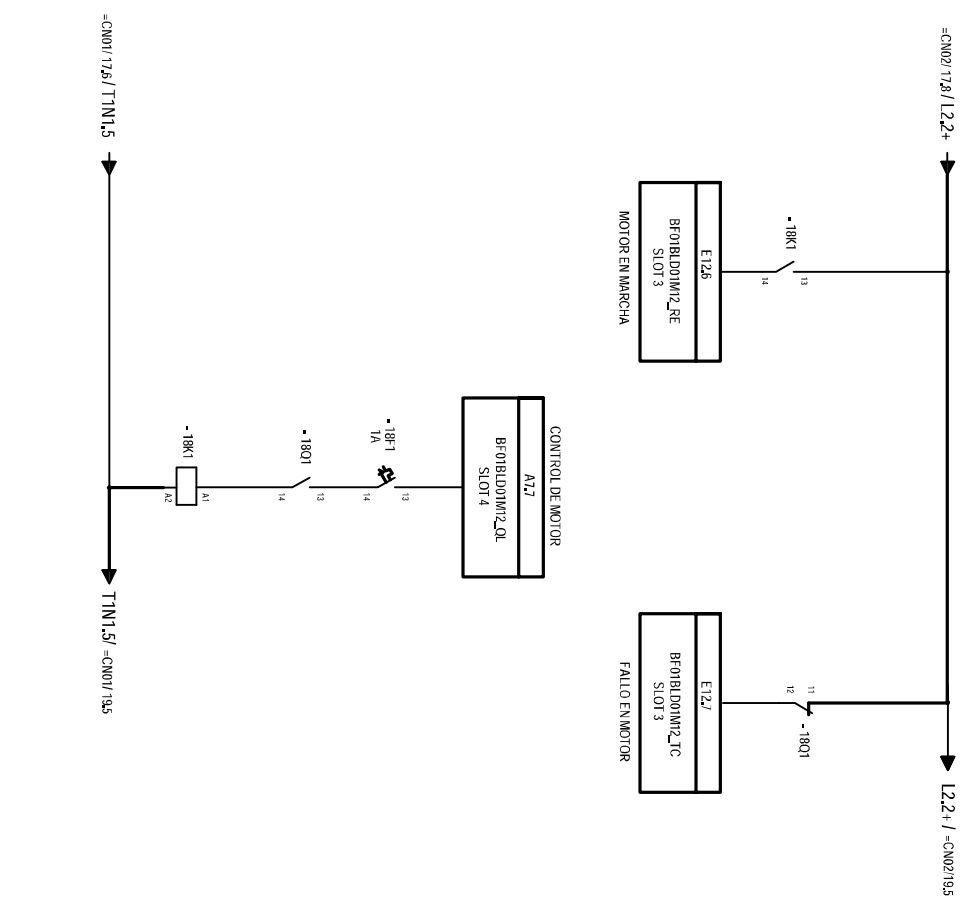 =CN02/ 17.8 / L2.2+
L2.2+ / =CN02/19.5
- 18K1
13
14
E12.6
BF01BLD01M12_RE
SLOT 3
MOTOR EN MARCHA
11
12
- 18Q1
E12.7
BF01BLD01M12_TC
SLOT 3
FALLO EN MOTOR
CONTROL DE MOTOR
A7.7
BF01BLD01M12_QL
SLOT 4
- 18F1
1A
13
14
- 18Q1
13
14
- 18K1
A1
A2
=CN01/ 17.6 / T1N1.5
T1N1.5/ =CN01/ 19.5